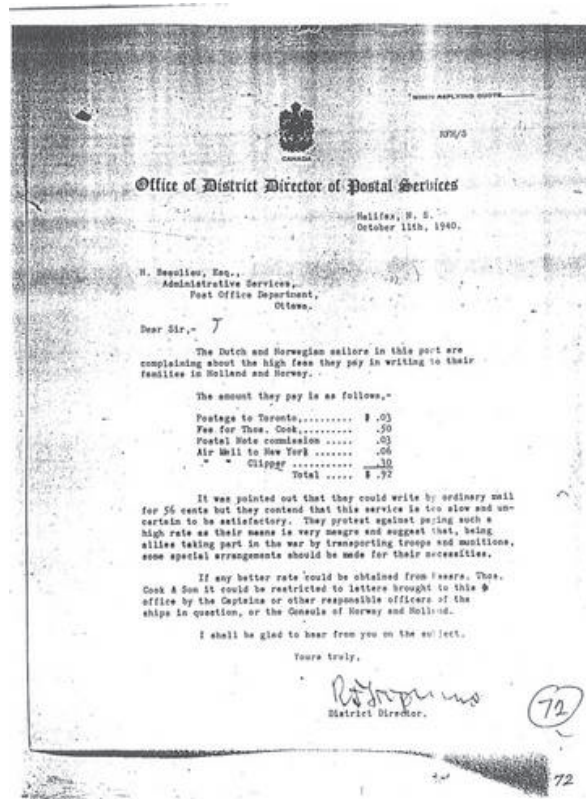 WHEN REPLYING QUOTE
CANADA
Office of District Director of Postal Services
Halifax, N. S.
October 11th, 1940.
H. Beaulieu, Esq.,
Administrative Services,
Post Office Department,
Ottawa.
Dear Sir,-
The Dutch and Norwegian sailors in this port are
complaining about the high fees they pay in writing to their
families in Holland and Norway.
The amount they pay is as follows,-
Postage to Toronto,......... $ .03
Fee for Thos. Cook,......... .50
Postal Note commission ..... .03
Air Mail to New York ....... .06
" " Clipper ........... .30
Total ..... $ .92
It was pointed out that they could write by ordinary mail
for 56 cents but they contend that this service is too slow and un-
certain to be satisfactory. They protest against paying such a
high rate as their means is very meagre and suggest that, being
allies taking part in the war by transporting troops and munitions,
some special arrangements should be made for their necessities.
If any better rate could be obtained from Messrs. Thos.
Cook & Son it could be restricted to letters brought to this
office by the Captains or other responsible officers of the
ships in question, or the Consuls of Norway and Holland.
I shall be glad to hear from you on the subject.
Yours truly,
District Director.
72
72